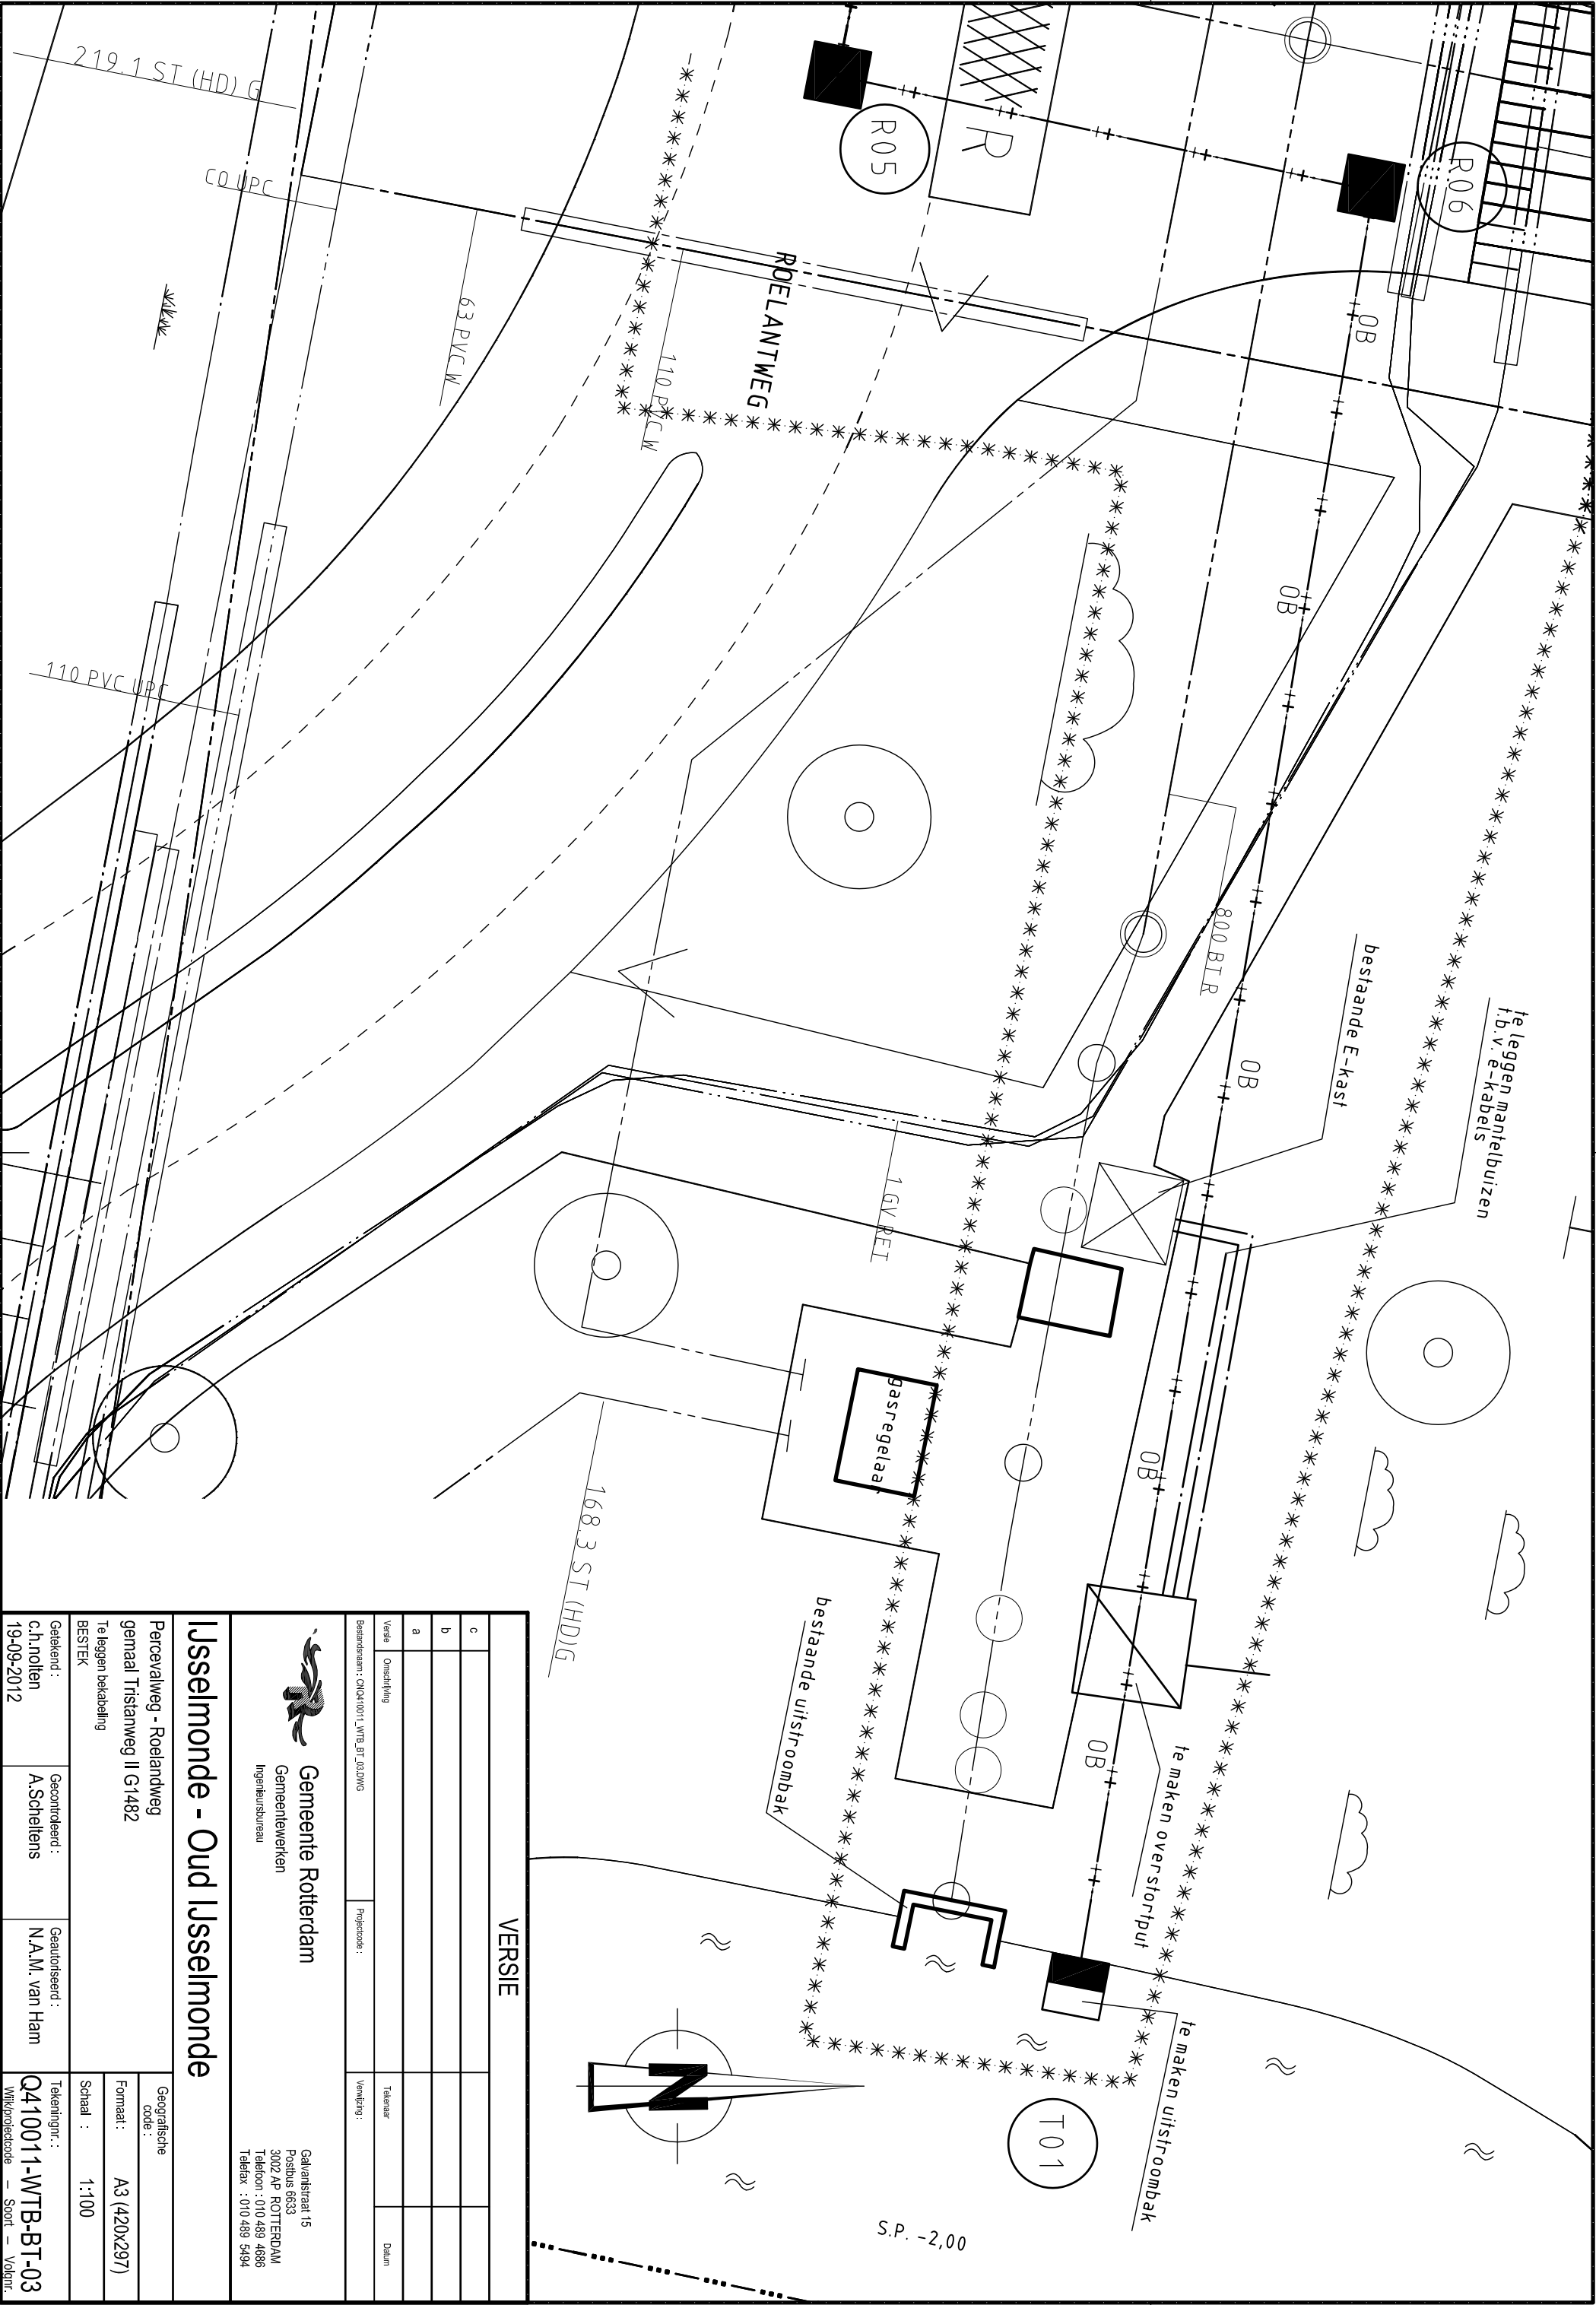 219.1 ST (HD) G
CO UPC
63 PVC W
110 PVC W
110 PVC UPC
ROELANTWEG
R
R05
R06
OB
OB
OB
OB
OB
800 BT R
1 GV RET
168.3 ST (HD)G
gasregelaar
bestaande E-kast
te leggen mantelbuizen
t.b.v. e-kabels
bestaande uitstroombak
te maken overstortput
te maken uitstroombak
T01
S.P. -2,00
N
VERSIE
c
b
a
Versie
Omschrijving
Tekenaar
Datum
Bestandsnaam : CNQ410011_WTB_BT_03.DWG
Projectcode :
Verwijzing :
R
Gemeente Rotterdam
Gemeentewerken
Ingenieursbureau
Galvanistraat 15
Postbus 6633
3002 AP ROTTERDAM
Telefoon : 010 489 4686
Telefax : 010 489 5494
IJsselmonde - Oud IJsselmonde
Percevalweg - Roelandweg
gemaal Tristanweg II G1482
Te leggen bekabeling
BESTEK
Geografische
code :
Formaat : A3 (420x297)
Schaal : 1:100
Getekend :
c.h.nolten
19-09-2012
Gecontroleerd :
A.Scheltens
Geautoriseerd :
N.A.M. van Ham
Tekeningnr. :
Q410011-WTB-BT-03
Wijk/projectcode – Soort – Volgnr.